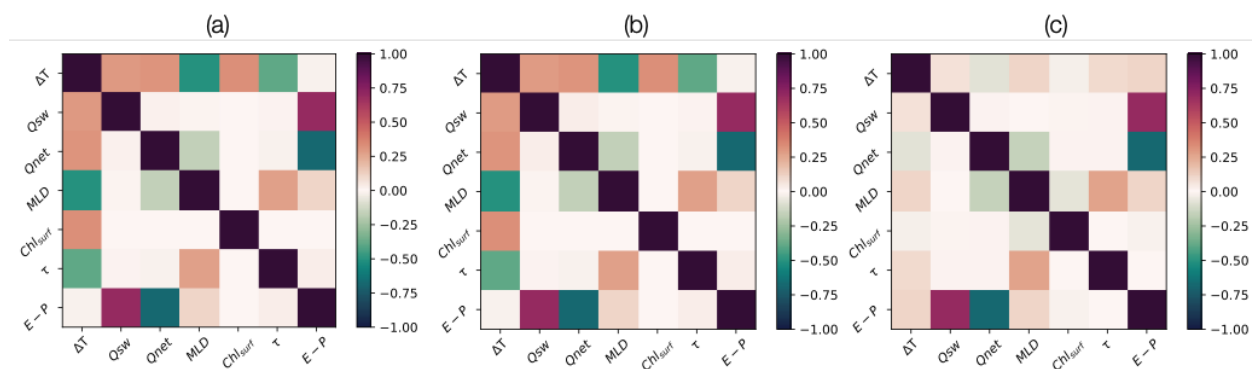 (a) (b) (c)
ΔT
Qsw
Qnet
MLD
Chl_surf
τ
E − P
ΔT Qsw Qnet MLD Chl_surf τ E − P
1.00
0.75
0.50
0.25
0.00
−0.25
−0.50
−0.75
−1.00
ΔT
Qsw
Qnet
MLD
Chl_surf
τ
E − P
ΔT Qsw Qnet MLD Chl_surf τ E − P
1.00
0.75
0.50
0.25
0.00
−0.25
−0.50
−0.75
−1.00
ΔT
Qsw
Qnet
MLD
Chl_surf
τ
E − P
ΔT Qsw Qnet MLD Chl_surf τ E − P
1.00
0.75
0.50
0.25
0.00
−0.25
−0.50
−0.75
−1.00